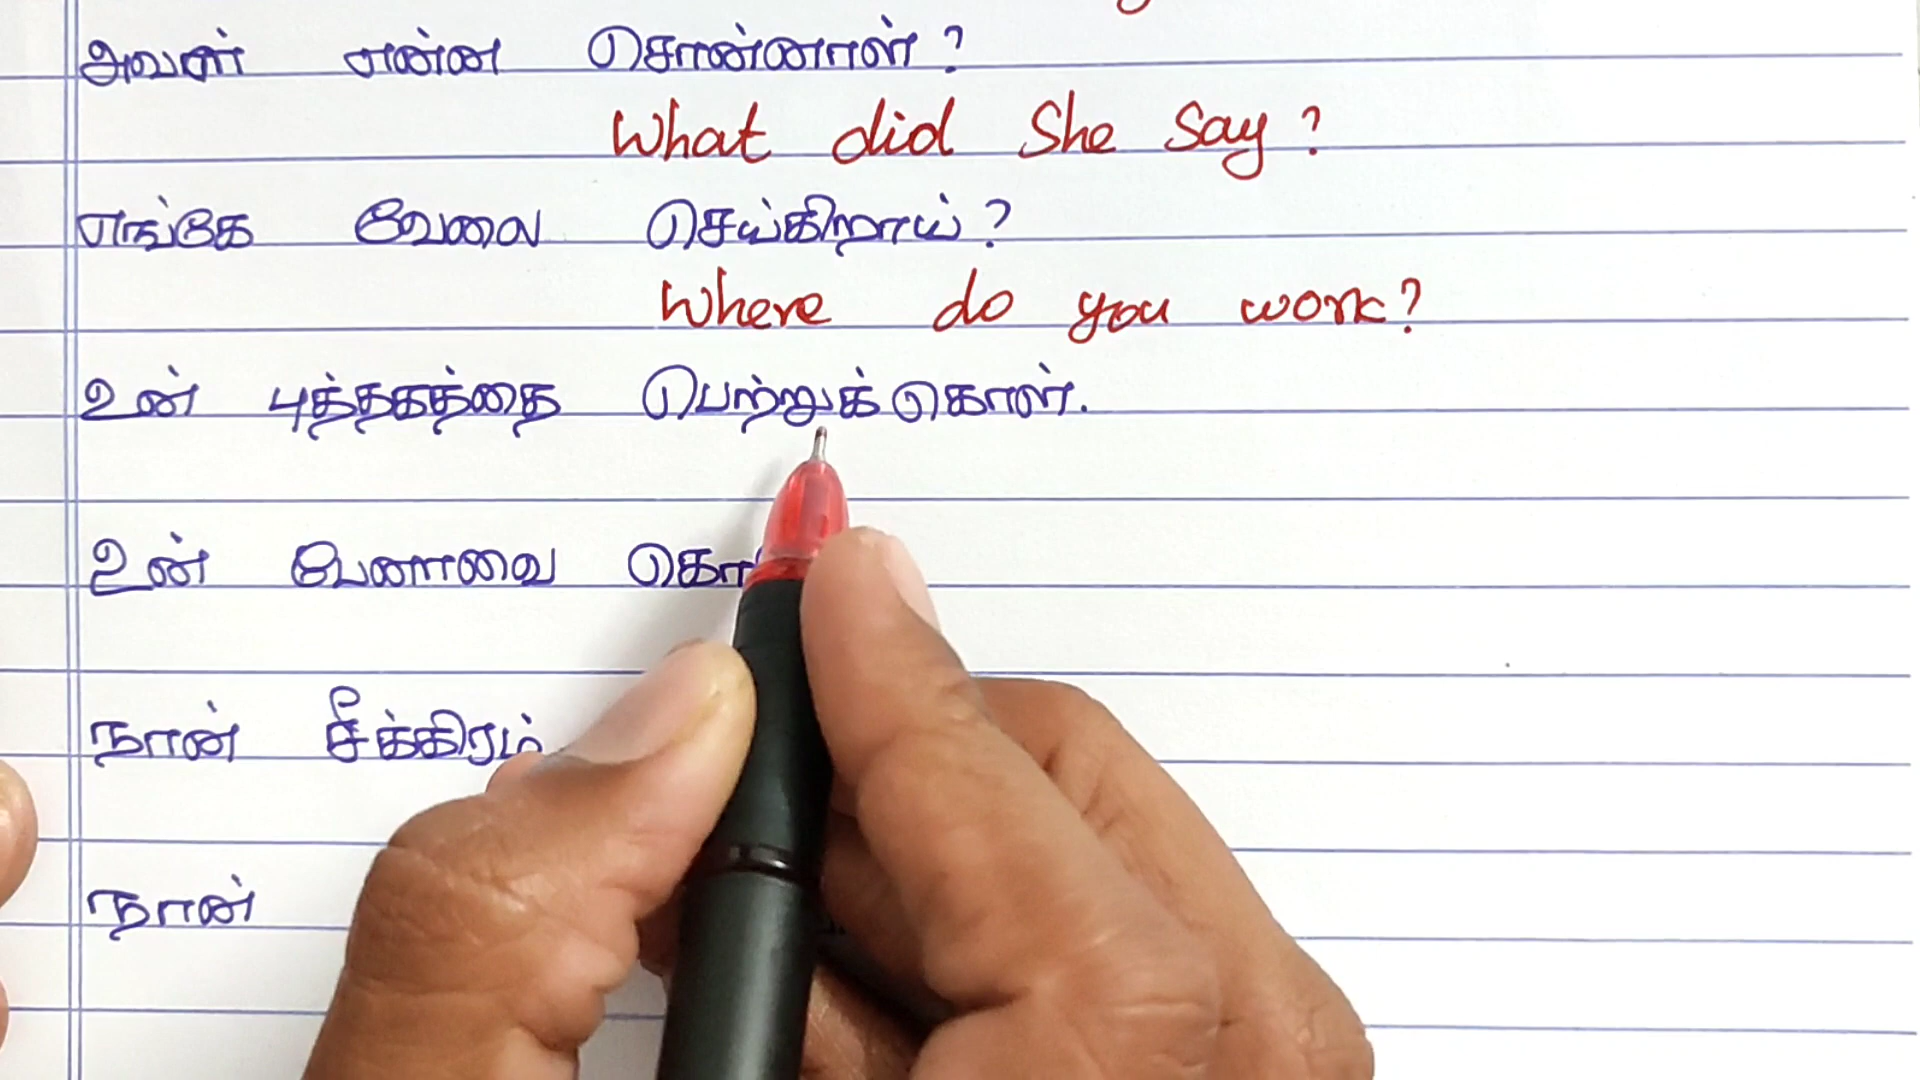 அவள் என்ன சொன்னாள்?
What did She Say?
எங்கே வேலை செய்கிறாய்?
Where do you work?
உன் புத்தகத்தை பெற்றுக் கொள்.
உன் பேனாவை
நான் சீக்கிரம்
நான்